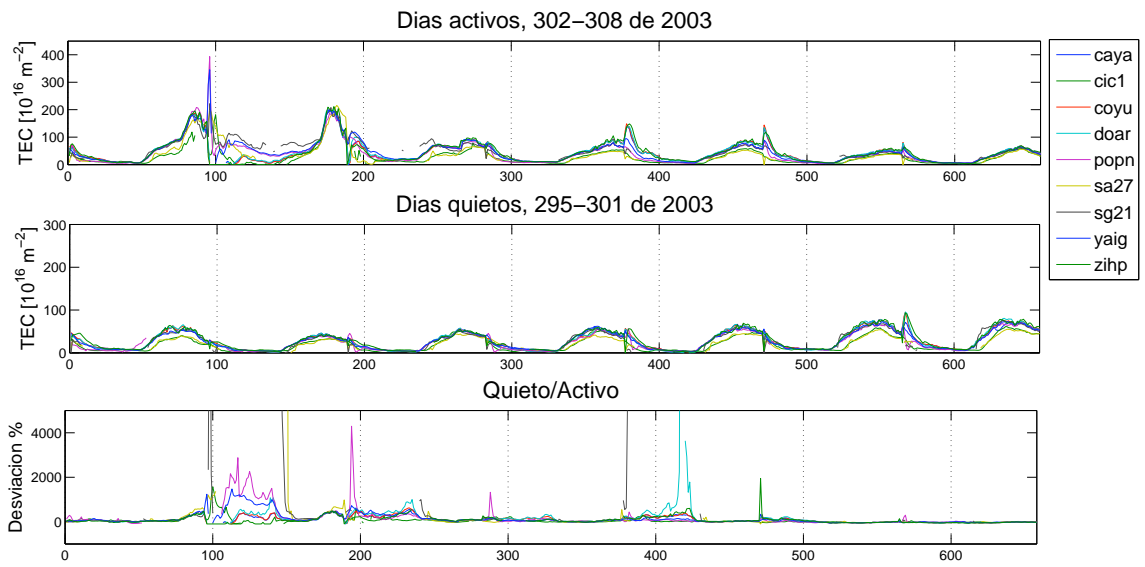 Dias activos, 302−308 de 2003
TEC [10^16 m^−2]
400
300
200
100
0
0 100 200 300 400 500 600
caya
cic1
coyu
doar
popn
sa27
sg21
yaig
zihp
Dias quietos, 295−301 de 2003
TEC [10^16 m^−2]
300
200
100
0
0 100 200 300 400 500 600
Quieto/Activo
Desviacion %
4000
2000
0
0 100 200 300 400 500 600